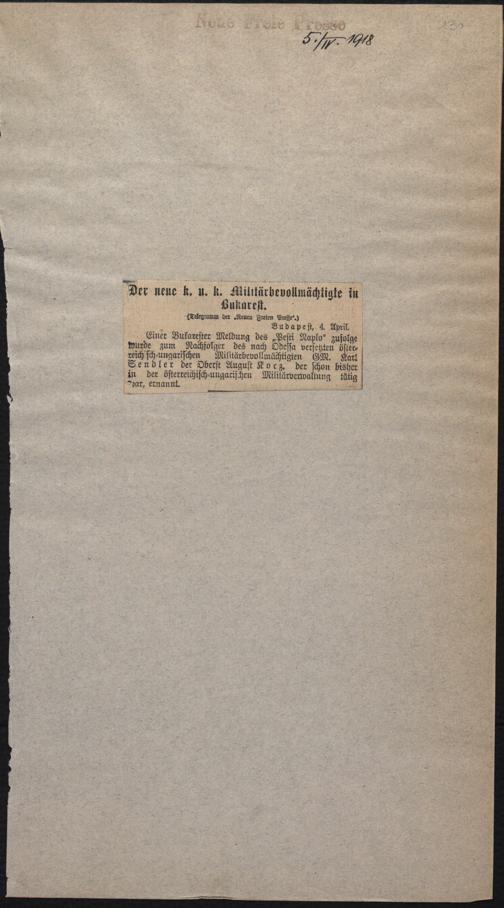 Neue Freie Presse
5./IV. 1918
Der neue k. u. k. Militärbevollmächtigte in
Bukarest.
(Telegramm der „Neuen Freien Presse“.)
Budapest, 4. April.
Einer Bukarester Meldung des „Pesti Naplo“ zufolge
wurde zum Nachfolger des nach Odessa versetzten öster-
reichisch-ungarischen Militärbevollmächtigten GM. Karl
Sendler der Oberst August Kocz, der schon bisher
in der österreichisch-ungarischen Militärverwaltung tätig
war, ernannt.